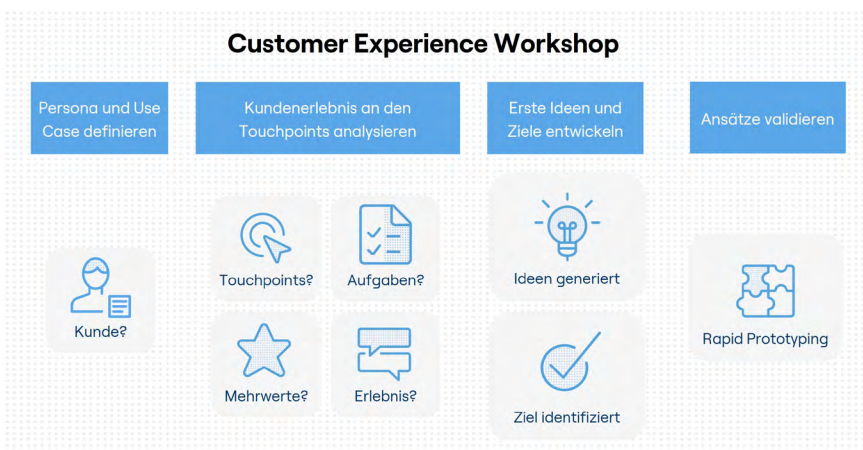 Customer Experience Workshop
Persona und Use
Case definieren
Kundenerlebnis an den
Touchpoints analysieren
Erste Ideen und
Ziele entwickeln
Ansätze validieren
Kunde?
Touchpoints?
Aufgaben?
Mehrwerte?
Erlebnis?
Ideen generiert
Ziel identifiziert
Rapid Prototyping